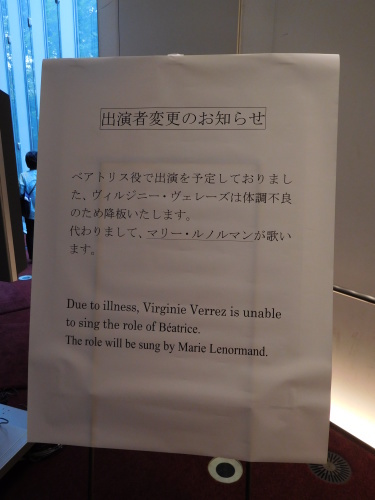 出演者変更のお知らせ
ベアトリス役で出演を予定しておりまし
た、ヴィルジニー・ヴェレーズは体調不良
のため降板いたします。
代わりまして、マリー・ルノルマンが歌い
ます。
Due to illness, Virginie Verrez is unable
to sing the role of Béatrice.
The role will be sung by Marie Lenormand.